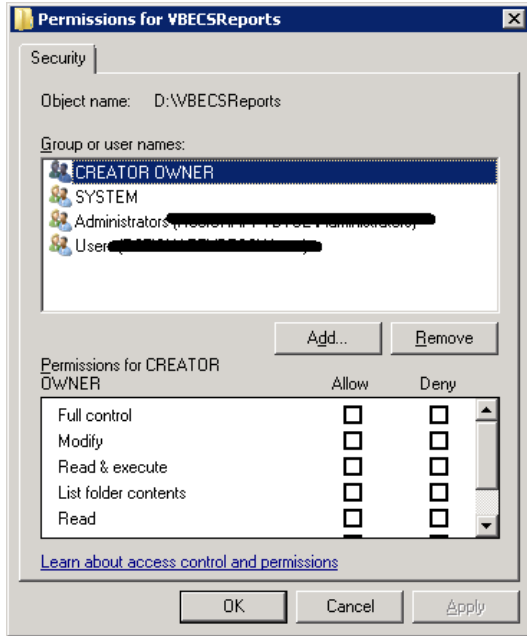 Permissions for VBECSReports
Security
Object name: D:\VBECSReports
Group or user names:
CREATOR OWNER
SYSTEM
Administrators
Users
Add... Remove
Permissions for CREATOR
OWNER Allow Deny
Full control
Modify
Read & execute
List folder contents
Read
Learn about access control and permissions
OK Cancel Apply